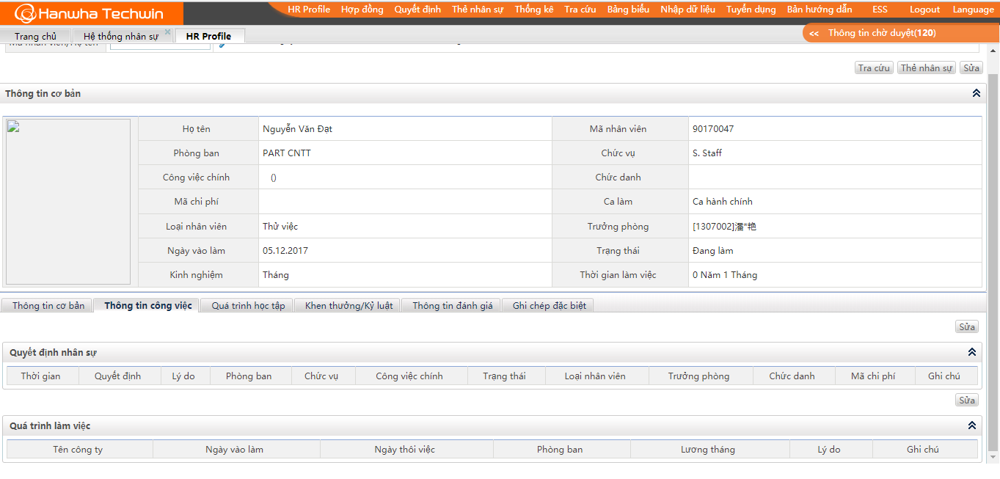 Hanwha Techwin
HR Profile Hợp đồng Quyết định Thẻ nhân sự Thống kê Tra cứu Bảng biểu Nhập dữ liệu Tuyển dụng Bản hướng dẫn ESS Logout Language
Trang chủ Hệ thống nhân sự HR Profile << Thông tin chờ duyệt(120)
Mã nhân viên/Họ tên
Tra cứu Thẻ nhân sự Sửa
Thông tin cơ bản
Họ tên Nguyễn Văn Đạt Mã nhân viên 90170047
Phòng ban PART CNTT Chức vụ S. Staff
Công việc chính () Chức danh
Mã chi phí Ca làm Ca hành chính
Loại nhân viên Thử việc Trưởng phòng [1307002]潘*艳
Ngày vào làm 05.12.2017 Trạng thái Đang làm
Kinh nghiệm Tháng Thời gian làm việc 0 Năm 1 Tháng
Thông tin cơ bản Thông tin công việc Quá trình học tập Khen thưởng/Kỷ luật Thông tin đánh giá Ghi chép đặc biệt
Sửa
Quyết định nhân sự
Thời gian Quyết định Lý do Phòng ban Chức vụ Công việc chính Trạng thái Loại nhân viên Trưởng phòng Chức danh Mã chi phí Ghi chú
Sửa
Quá trình làm việc
Tên công ty Ngày vào làm Ngày thôi việc Phòng ban Lương tháng Lý do Ghi chú